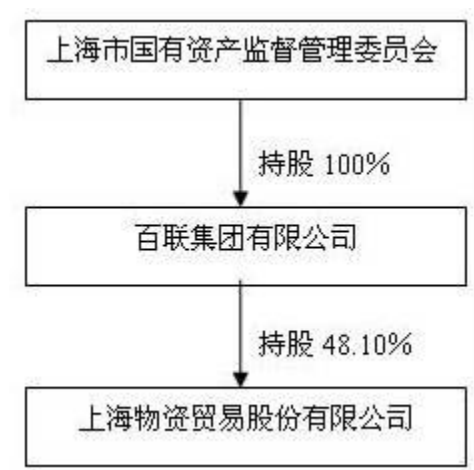 上海市国有资产监督管理委员会
持股 100%
百联集团有限公司
持股 48.10%
上海物资贸易股份有限公司